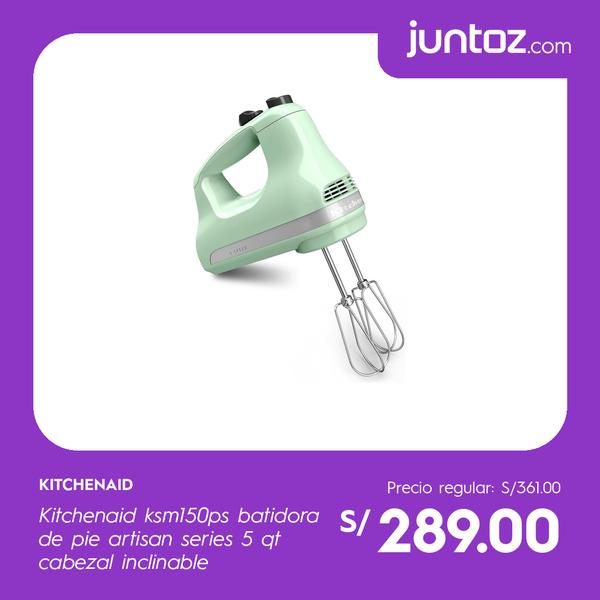 juntoz.com
KITCHENAID
Kitchenaid ksm150ps batidora
de pie artisan series 5 qt
cabezal inclinable
Precio regular: S/361.00
S/ 289.00